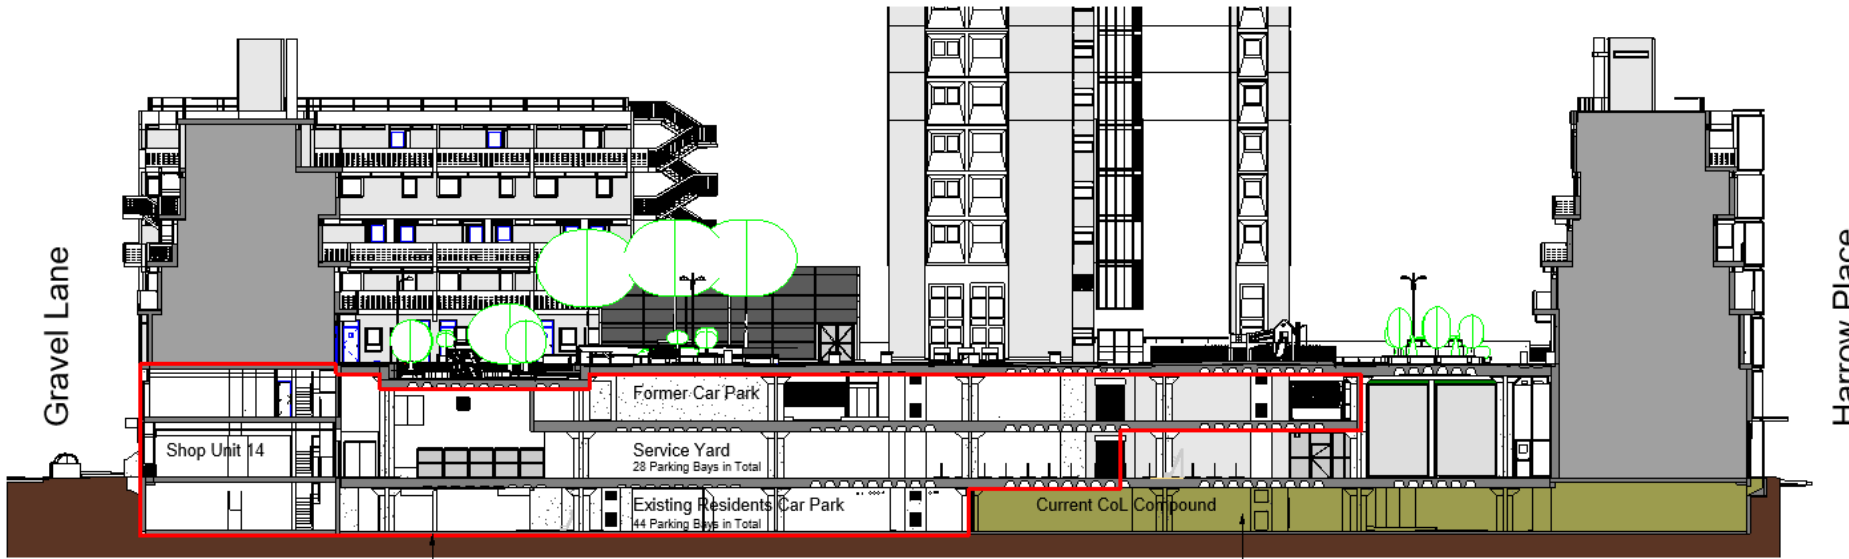 Gravel Lane
Former Car Park
Shop Unit 14
Service Yard
28 Parking Bays in Total
Existing Residents Car Park
44 Parking Bays in Total
Current CoL Compound
Harrow Place